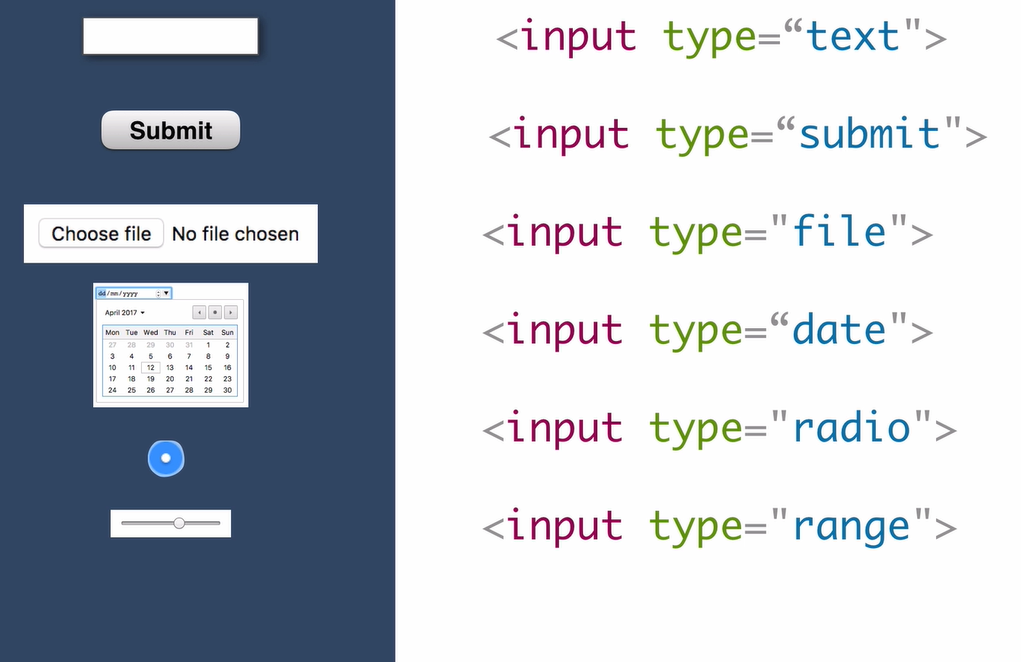 <input type=“text">
Submit
<input type=“submit">
Choose file No file chosen
<input type="file">
dd/mm/yyyy
April 2017
Mon Tue Wed Thu Fri Sat Sun
27 28 29 30 31 1 2
3 4 5 6 7 8 9
10 11 12 13 14 15 16
17 18 19 20 21 22 23
24 25 26 27 28 29 30
<input type=“date">
<input type="radio">
<input type="range">